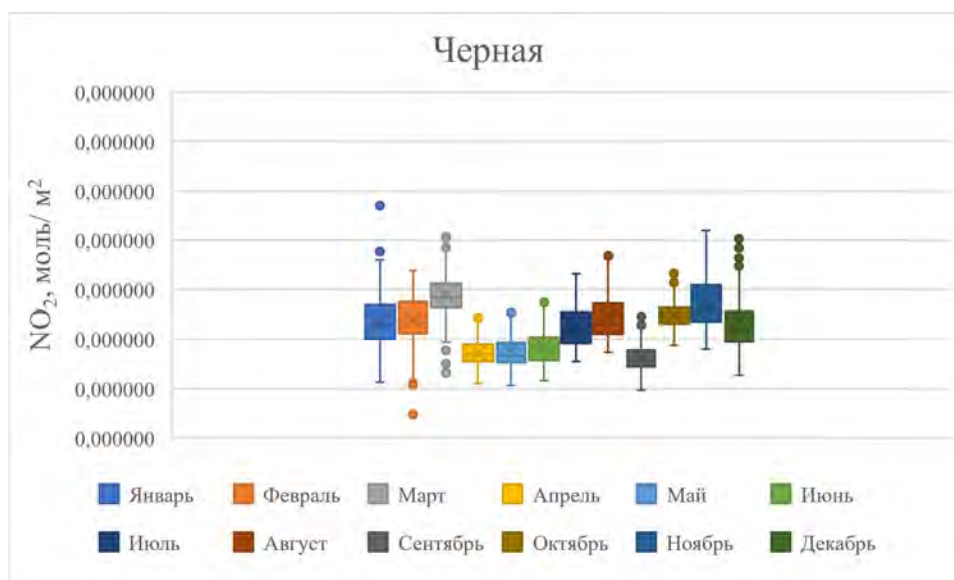 Черная
0,000000
0,000000
0,000000
0,000000
0,000000
0,000000
0,000000
0,000000
NO₂, моль/ м²
Январь Февраль Март Апрель Май Июнь
Июль Август Сентябрь Октябрь Ноябрь Декабрь